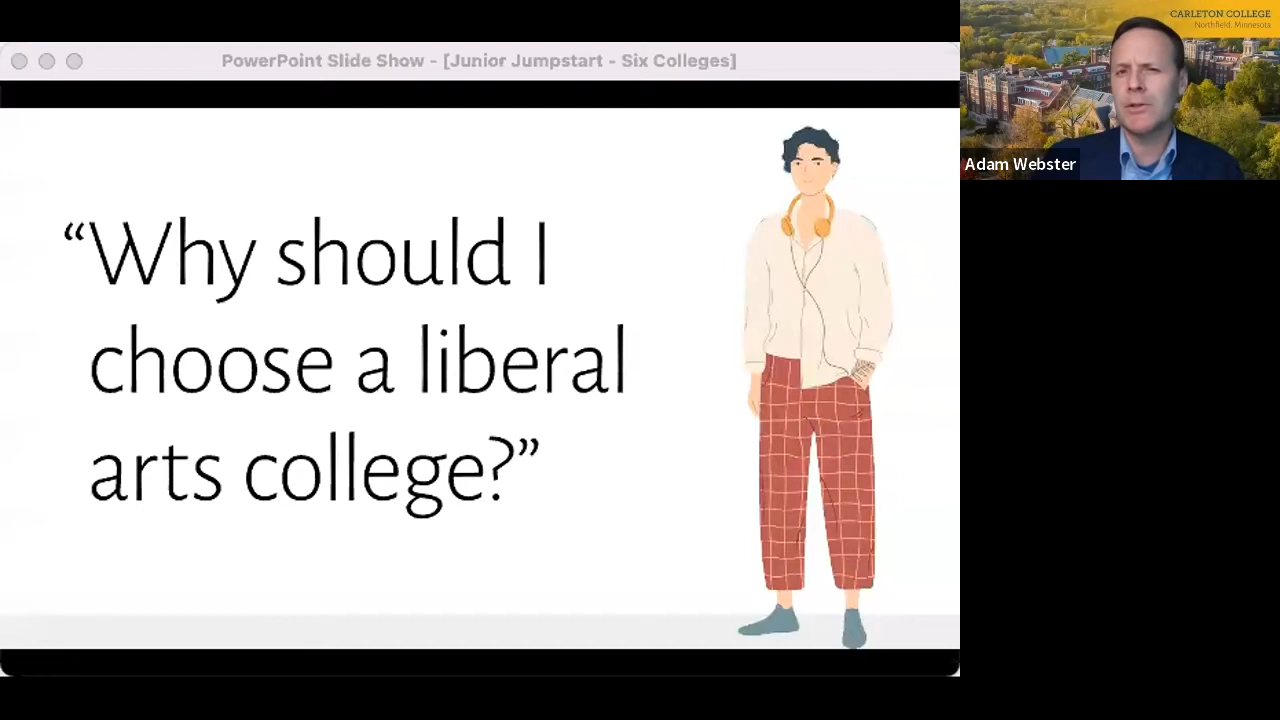 PowerPoint Slide Show - [Junior Jumpstart - Six Colleges]
“Why should I
choose a liberal
arts college?”
CARLETON COLLEGE
Northfield, Minnesota
Adam Webster